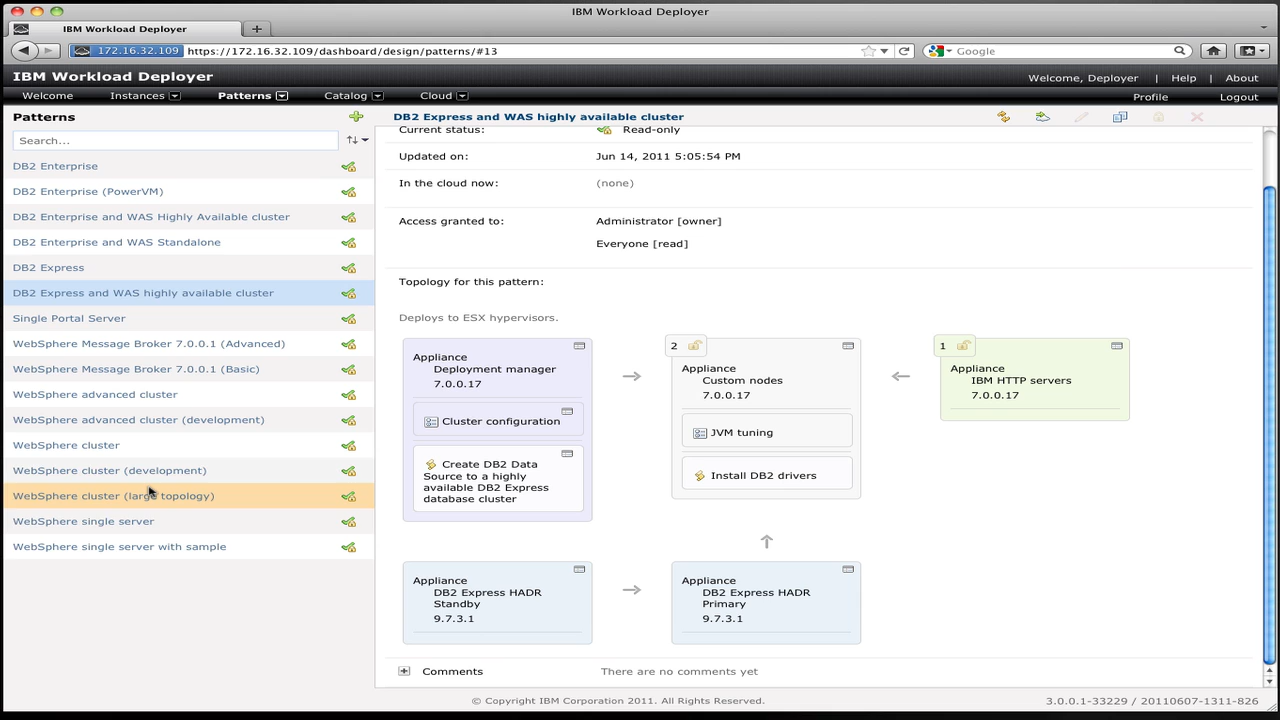 IBM Workload Deployer
IBM Workload Deployer
172.16.32.109
https://172.16.32.109/dashboard/design/patterns/#13
Google
IBM Workload Deployer
Welcome, Deployer | Help | About
Welcome
Instances
Patterns
Catalog
Cloud
Profile
Logout
Patterns
Search...
DB2 Enterprise
DB2 Enterprise (PowerVM)
DB2 Enterprise and WAS Highly Available cluster
DB2 Enterprise and WAS Standalone
DB2 Express
DB2 Express and WAS highly available cluster
Single Portal Server
WebSphere Message Broker 7.0.0.1 (Advanced)
WebSphere Message Broker 7.0.0.1 (Basic)
WebSphere advanced cluster
WebSphere advanced cluster (development)
WebSphere cluster
WebSphere cluster (development)
WebSphere cluster (large topology)
WebSphere single server
WebSphere single server with sample
DB2 Express and WAS highly available cluster
Current status: Read-only
Updated on: Jun 14, 2011 5:05:54 PM
In the cloud now: (none)
Access granted to: Administrator [owner]
Everyone [read]
Topology for this pattern:
Deploys to ESX hypervisors.
Appliance
Deployment manager
7.0.0.17
Cluster configuration
Create DB2 Data
Source to a highly
available DB2 Express
database cluster
2
Appliance
Custom nodes
7.0.0.17
JVM tuning
Install DB2 drivers
1
Appliance
IBM HTTP servers
7.0.0.17
Appliance
DB2 Express HADR
Standby
9.7.3.1
Appliance
DB2 Express HADR
Primary
9.7.3.1
Comments There are no comments yet
© Copyright IBM Corporation 2011. All Rights Reserved.
3.0.0.1-33229 / 20110607-1311-826